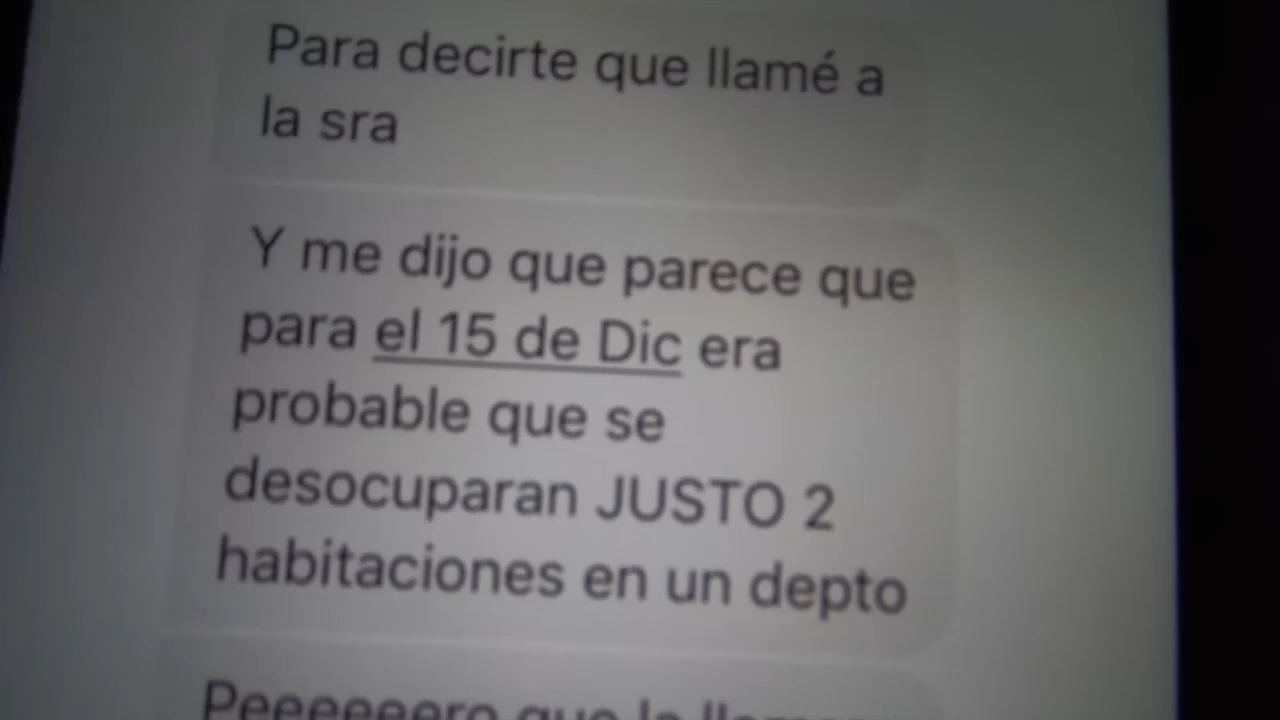 Para decirte que llamé a
la sra
Y me dijo que parece que
para el 15 de Dic era
probable que se
desocuparan JUSTO 2
habitaciones en un depto
Peeeeeero que la